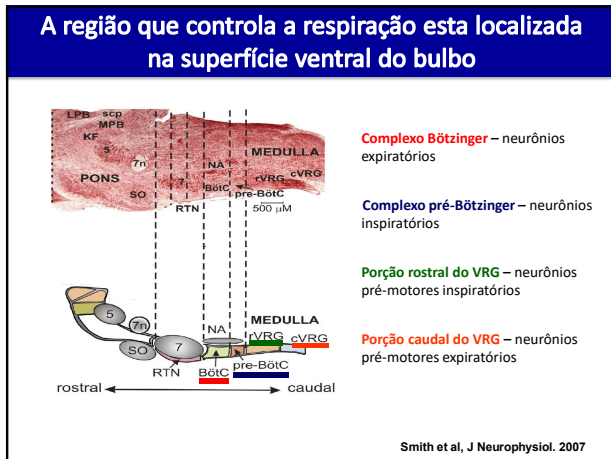 A região que controla a respiração esta localizada
na superfície ventral do bulbo
LPB scp
MPB
KF
5
7n
PONS
SO
7
RTN
NA
BötC
pre-BötC
MEDULLA
rVRG
cVRG
500 µM
Complexo Bötzinger – neurônios
expiratórios
Complexo pré-Bötzinger – neurônios
inspiratórios
Porção rostral do VRG – neurônios
pré-motores inspiratórios
Porção caudal do VRG – neurônios
pré-motores expiratórios
5
7n
SO
7
NA
MEDULLA
rVRG
cVRG
RTN
BötC
pre-BötC
rostral
caudal
Smith et al, J Neurophysiol. 2007